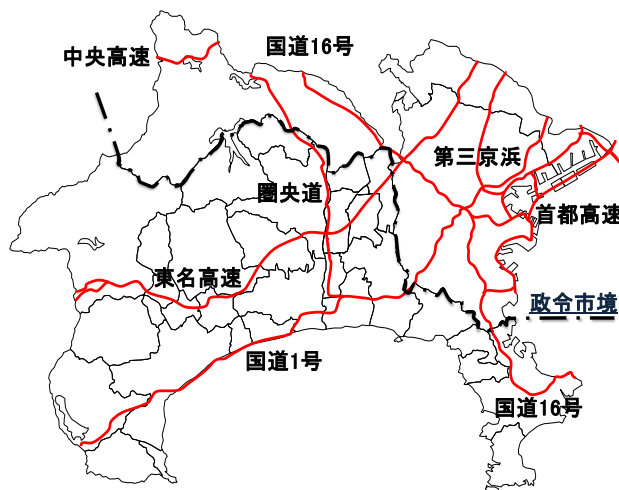 国道16号
中央高速
第三京浜
圏央道
首都高速
東名高速
政令市境
国道1号
国道16号